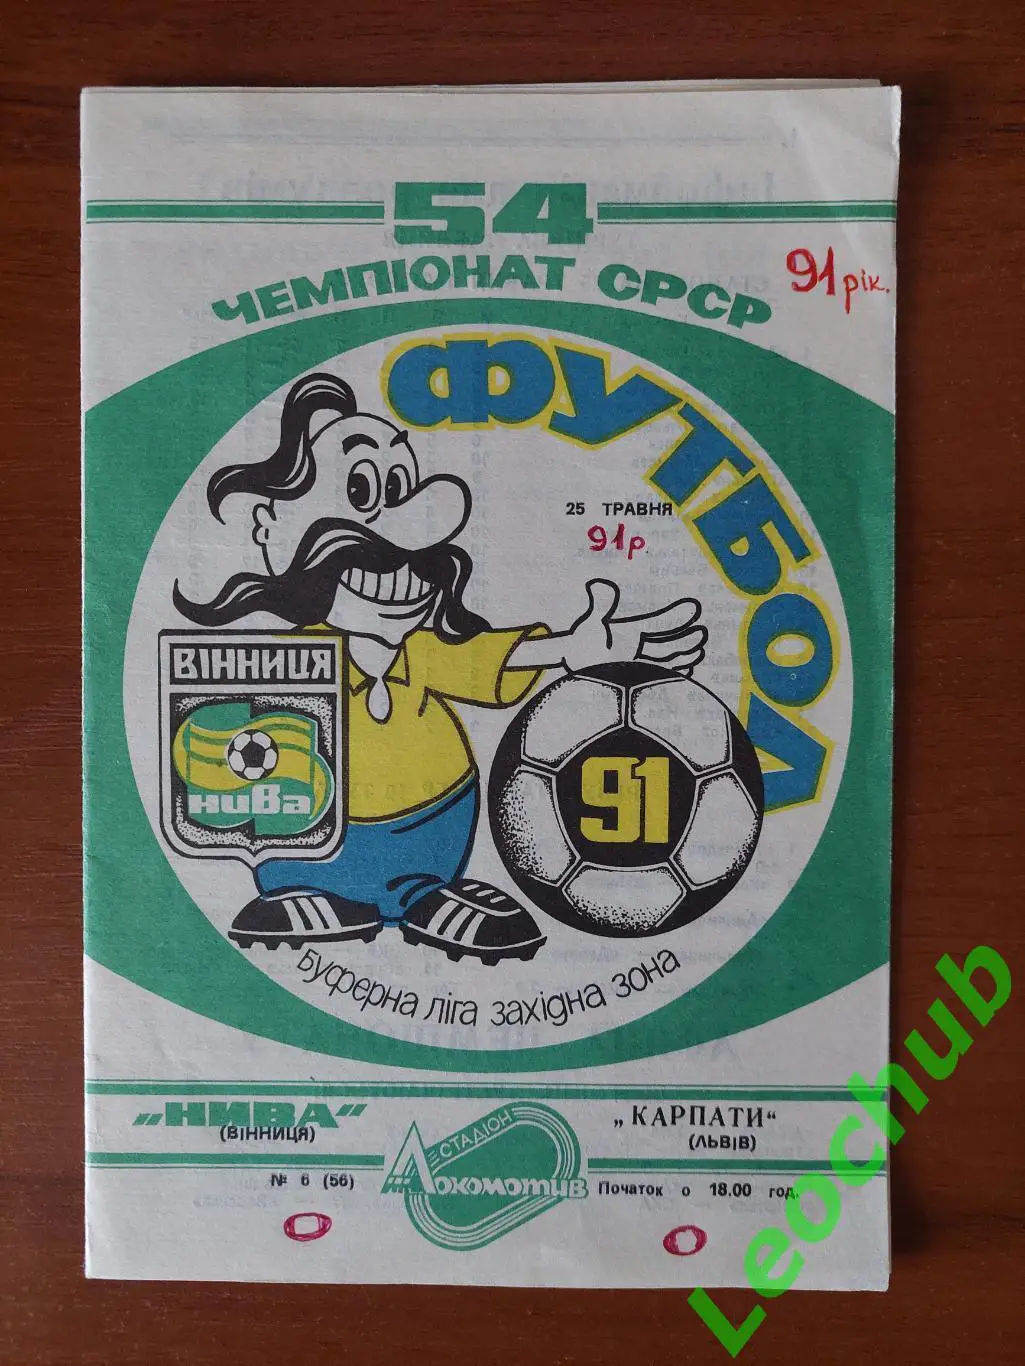 54
ЧЕМПІОНАТ СРСР
91 рік.
ФУТБОЛ
25 ТРАВНЯ
91р
ВІННИЦЯ
нива
91
Буферна ліга західна зона
„НИВА“
(ВІННИЦЯ)
„КАРПАТИ“
(ЛЬВІВ)
СТАДІОН
Локомотив
№ 6 (56)
Початок о 18.00 год.
0
0
Leochub